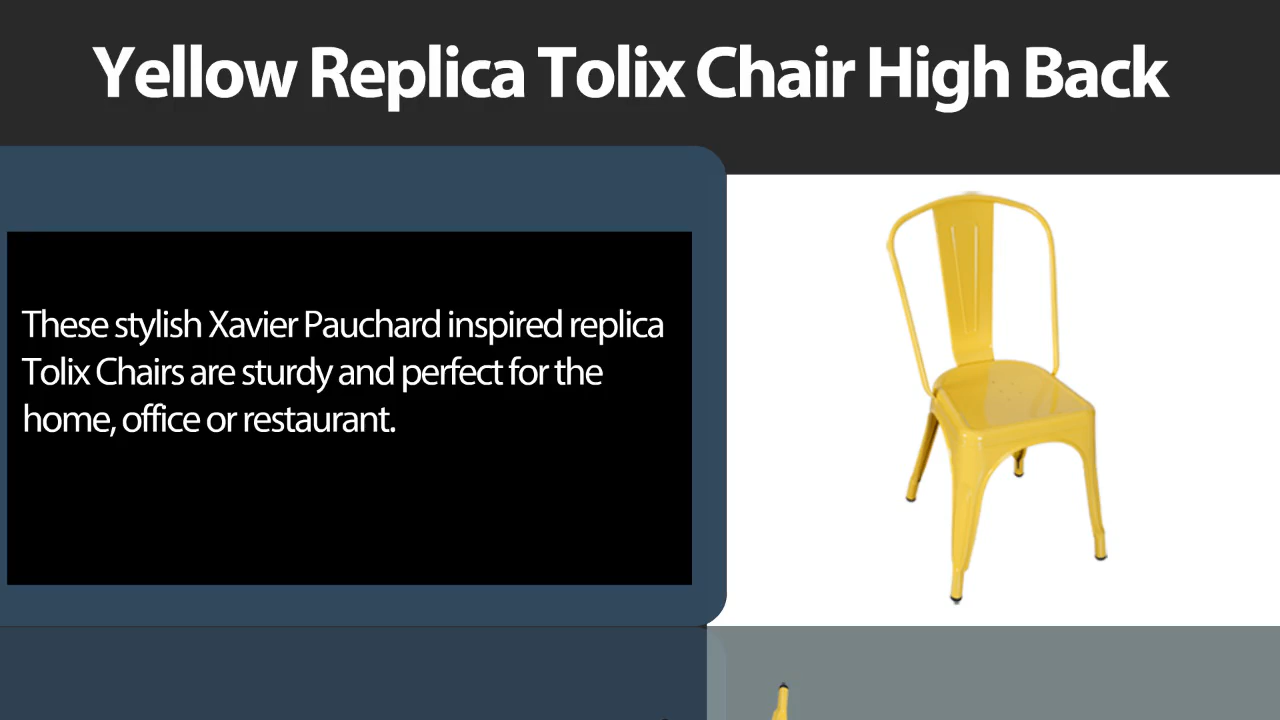 Yellow Replica Tolix Chair High Back
These stylish Xavier Pauchard inspired replica
Tolix Chairs are sturdy and perfect for the
home, office or restaurant.